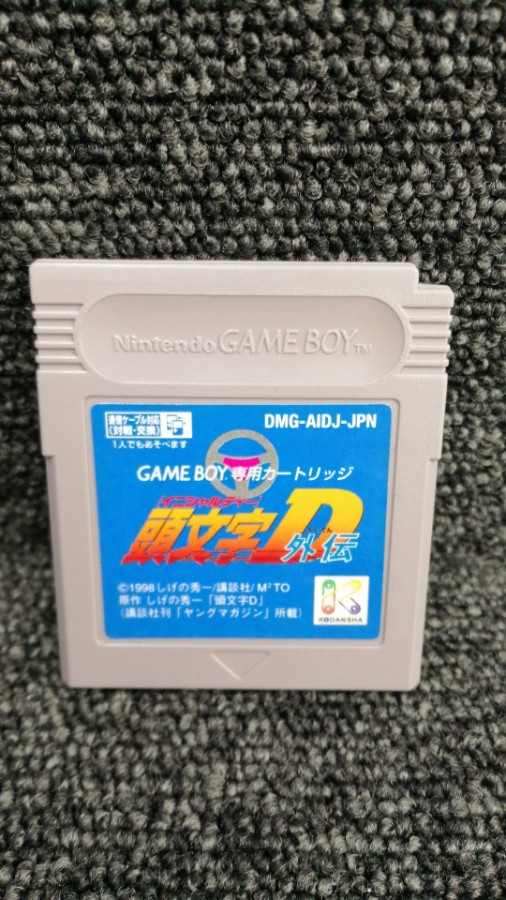 Nintendo GAME BOY™
通信ケーブル対応
(対戦・交換)
1人でもあそべます
DMG-AIDJ-JPN
GAME BOY 専用カートリッジ
イニシャルディー
頭文字D
がいでん
外伝
©1998 しげの秀一/講談社/M²TO
原作 しげの秀一「頭文字D」
(講談社刊「ヤングマガジン」所載)
KODANSHA